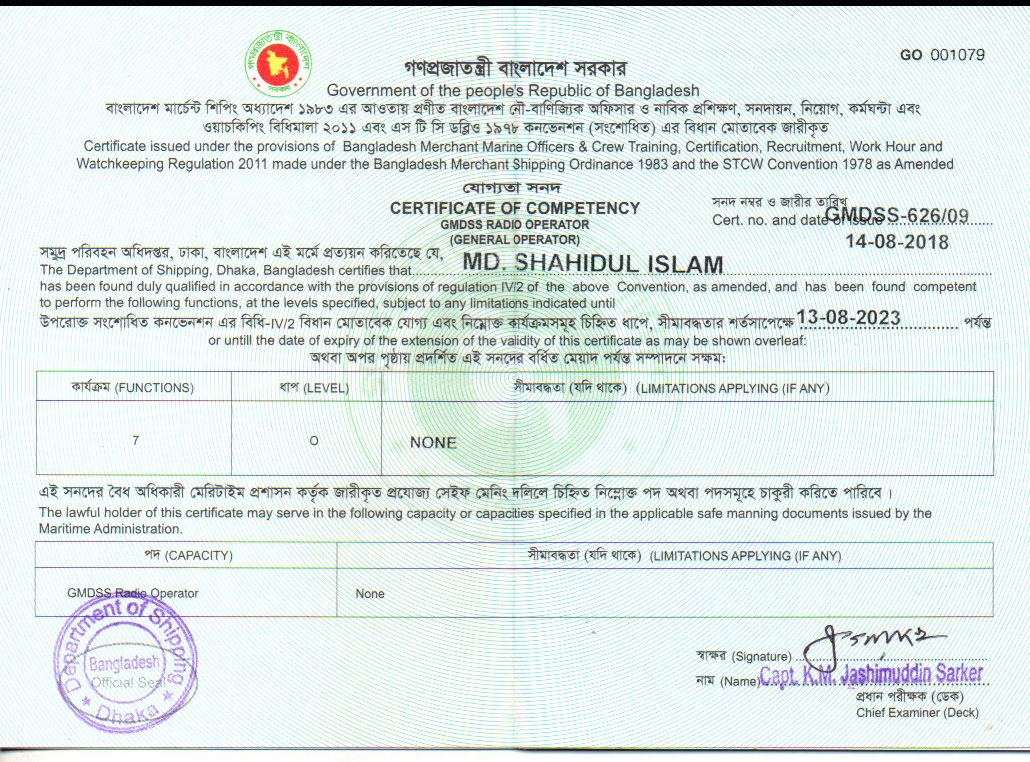 GO 001079
গণপ্রজাতন্ত্রী বাংলাদেশ সরকার
Government of the people's Republic of Bangladesh
বাংলাদেশ মার্চেন্ট শিপিং অধ্যাদেশ ১৯৮৩ এর আওতায় প্রণীত বাংলাদেশ নৌ-বাণিজ্যিক অফিসার ও নাবিক প্রশিক্ষণ, সনদায়ন, নিয়োগ, কর্মঘন্টা এবং
ওয়াচকিপিং বিধিমালা ২০১১ এবং এস টি সি ডব্লিও ১৯৭৮ কনভেনশন (সংশোধিত) এর বিধান মোতাবেক জারীকৃত
Certificate issued under the provisions of Bangladesh Merchant Marine Officers & Crew Training, Certification, Recruitment, Work Hour and
Watchkeeping Regulation 2011 made under the Bangladesh Merchant Shipping Ordinance 1983 and the STCW Convention 1978 as Amended
যোগ্যতা সনদ
CERTIFICATE OF COMPETENCY
GMDSS RADIO OPERATOR
(GENERAL OPERATOR)
সনদ নম্বর ও জারীর তারিখ
Cert. no. and date of Issue GMDSS-626/09
14-08-2018
সমুদ্র পরিবহন অধিদপ্তর, ঢাকা, বাংলাদেশ এই মর্মে প্রত্যয়ন করিতেছে যে,
The Department of Shipping, Dhaka, Bangladesh certifies that MD. SHAHIDUL ISLAM
has been found duly qualified in accordance with the provisions of regulation IV/2 of the above Convention, as amended, and has been found competent
to perform the following functions, at the levels specified, subject to any limitations indicated until
উপরোক্ত সংশোধিত কনভেনশন এর বিধি-IV/2 বিধান মোতাবেক যোগ্য এবং নিম্নোক্ত কার্যক্রমসমূহ চিহ্নিত ধাপে, সীমাবদ্ধতার শর্তসাপেক্ষে 13-08-2023 পর্যন্ত
or untill the date of expiry of the extension of the validity of this certificate as may be shown overleaf:
অথবা অপর পৃষ্ঠায় প্রদর্শিত এই সনদের বর্ধিত মেয়াদ পর্যন্ত সম্পাদনে সক্ষম:
কার্যক্রম (FUNCTIONS) ধাপ (LEVEL) সীমাবদ্ধতা (যদি থাকে) (LIMITATIONS APPLYING (IF ANY)
7 O NONE
এই সনদের বৈধ অধিকারী মেরিটাইম প্রশাসন কর্তৃক জারীকৃত প্রযোজ্য সেইফ মেনিং দলিলে চিহ্নিত নিম্নোক্ত পদ অথবা পদসমূহে চাকুরী করিতে পারিবে ।
The lawful holder of this certificate may serve in the following capacity or capacities specified in the applicable safe manning documents issued by the
Maritime Administration.
পদ (CAPACITY) সীমাবদ্ধতা (যদি থাকে) (LIMITATIONS APPLYING (IF ANY)
GMDSS Radio Operator None
Department of Shipping
Bangladesh
Official Seal
Dhaka
স্বাক্ষর (Signature)
নাম (Name) Capt. K.M. Jashimuddin Sarker
প্রধান পরীক্ষক (ডেক)
Chief Examiner (Deck)